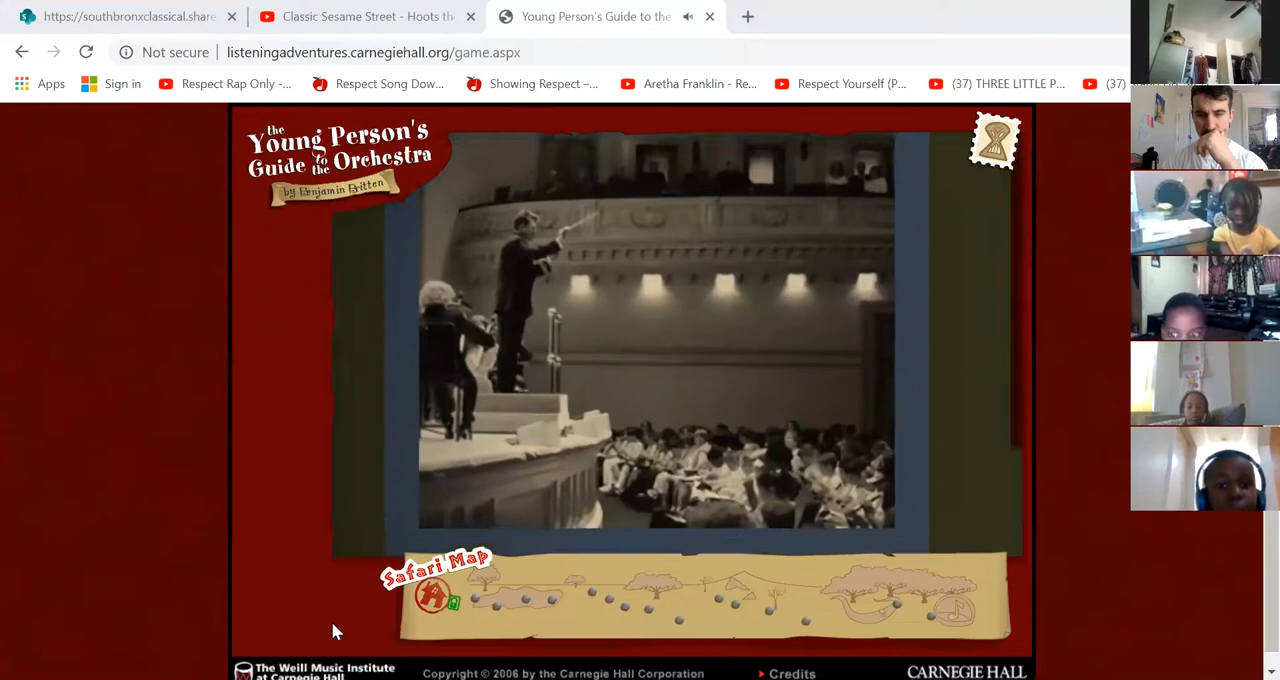 https://southbronxclassical.share
Classic Sesame Street - Hoots the
Young Person's Guide to the
Not secure
listeningadventures.carnegiehall.org/game.aspx
Apps
Sign in
Respect Rap Only -...
Respect Song Dow...
Showing Respect –...
Aretha Franklin - Re...
Respect Yourself (P...
(37) THREE LITTLE P...
(37)
the
Young Person's
Guide to the Orchestra
by Benjamin Britten
Safari Map
The Weill Music Institute
at Carnegie Hall
Copyright © 2006 by the Carnegie Hall Corporation
Credits
CARNEGIE HALL